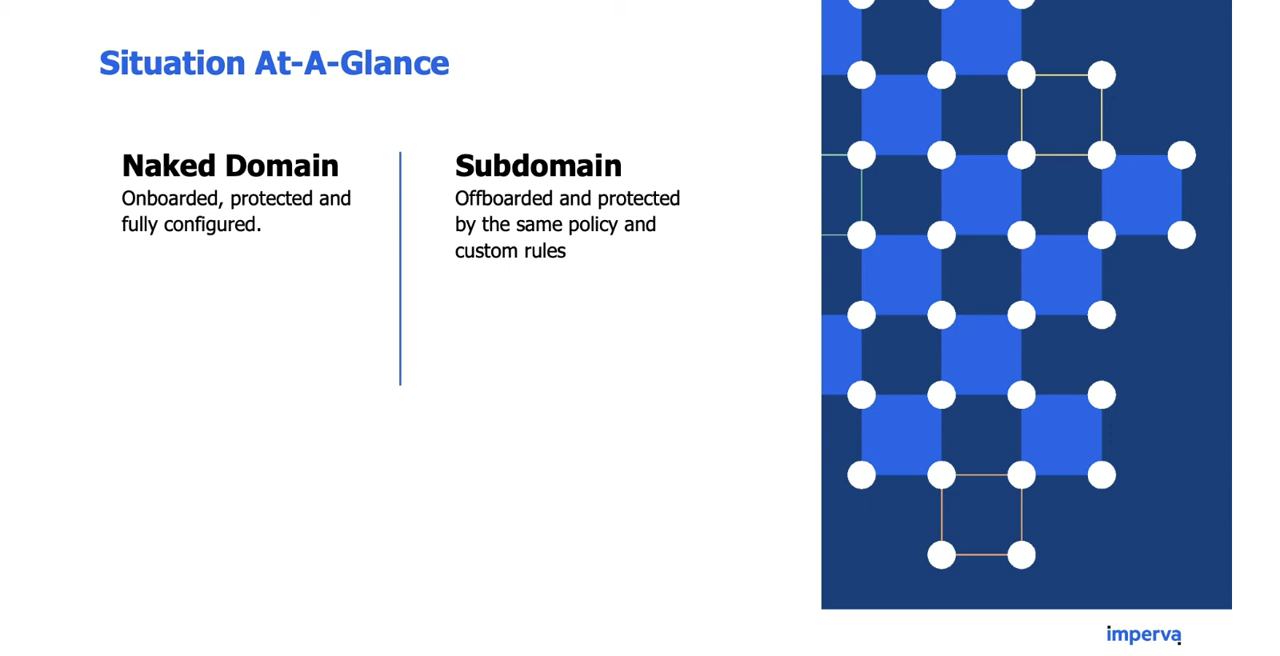 Situation At-A-Glance
Naked Domain
Onboarded, protected and
fully configured.
Subdomain
Offboarded and protected
by the same policy and
custom rules
imperva